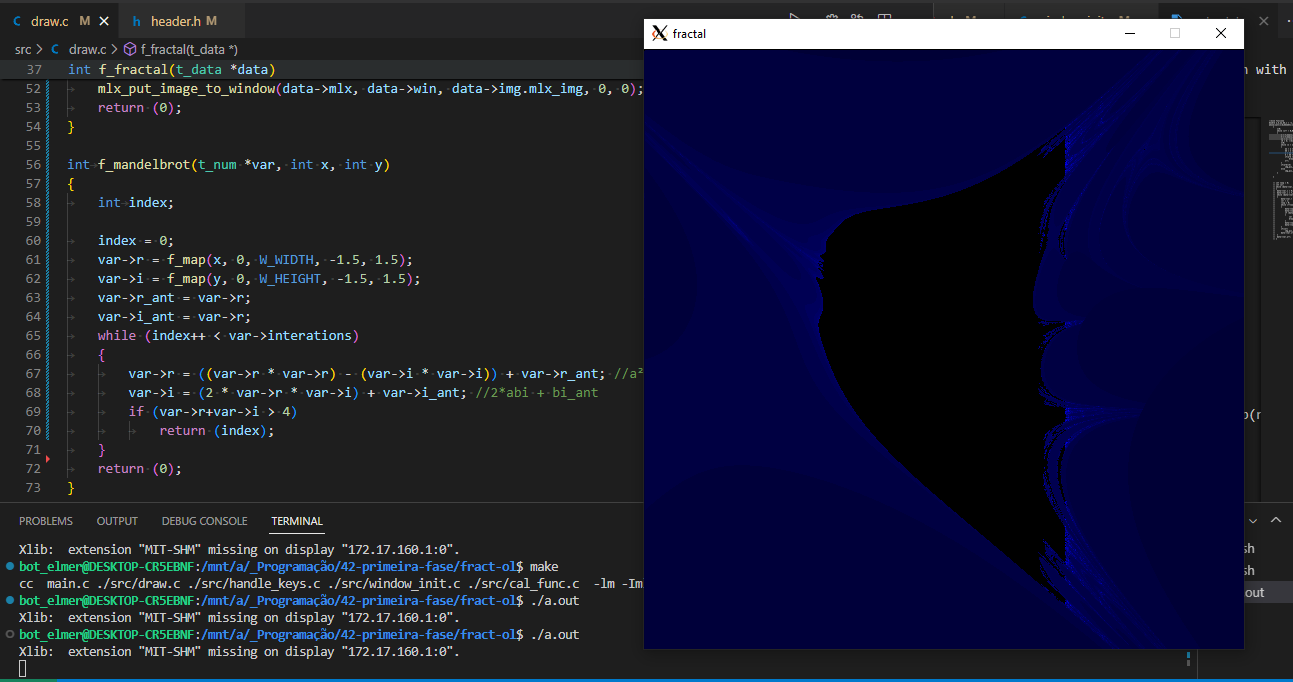 draw.c M
header.h M
src > draw.c > f_fractal(t_data *)
37 int f_fractal(t_data *data)
52 mlx_put_image_to_window(data->mlx, data->win, data->img.mlx_img, 0, 0);
53 return (0);
54 }
55
56 int f_mandelbrot(t_num *var, int x, int y)
57 {
58 int index;
59
60 index = 0;
61 var->r = f_map(x, 0, W_WIDTH, -1.5, 1.5);
62 var->i = f_map(y, 0, W_HEIGHT, -1.5, 1.5);
63 var->r_ant = var->r;
64 var->i_ant = var->r;
65 while (index++ < var->interations)
66 {
67 var->r = ((var->r * var->r) - (var->i * var->i)) + var->r_ant; //a²
68 var->i = (2 * var->r * var->i) + var->i_ant; //2*abi + bi_ant
69 if (var->r+var->i > 4)
70 return (index);
71 }
72 return (0);
73 }
fractal
with
PROBLEMS OUTPUT DEBUG CONSOLE TERMINAL
Xlib: extension "MIT-SHM" missing on display "172.17.160.1:0".
bot_elmer@DESKTOP-CR5EBNF:/mnt/a/_Programação/42-primeira-fase/fract-ol$ make
cc main.c ./src/draw.c ./src/handle_keys.c ./src/window_init.c ./src/cal_func.c -lm -Im
bot_elmer@DESKTOP-CR5EBNF:/mnt/a/_Programação/42-primeira-fase/fract-ol$ ./a.out
Xlib: extension "MIT-SHM" missing on display "172.17.160.1:0".
bot_elmer@DESKTOP-CR5EBNF:/mnt/a/_Programação/42-primeira-fase/fract-ol$ ./a.out
Xlib: extension "MIT-SHM" missing on display "172.17.160.1:0".
sh
sh
out